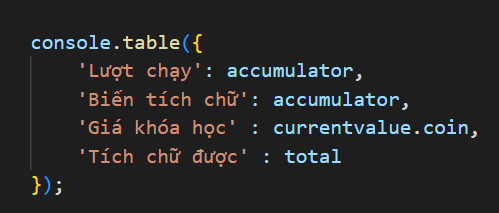 console.table({
'Lượt chạy': accumulator,
'Biến tích chữ': accumulator,
'Giá khóa học' : currentvalue.coin,
'Tích chữ được' : total
});